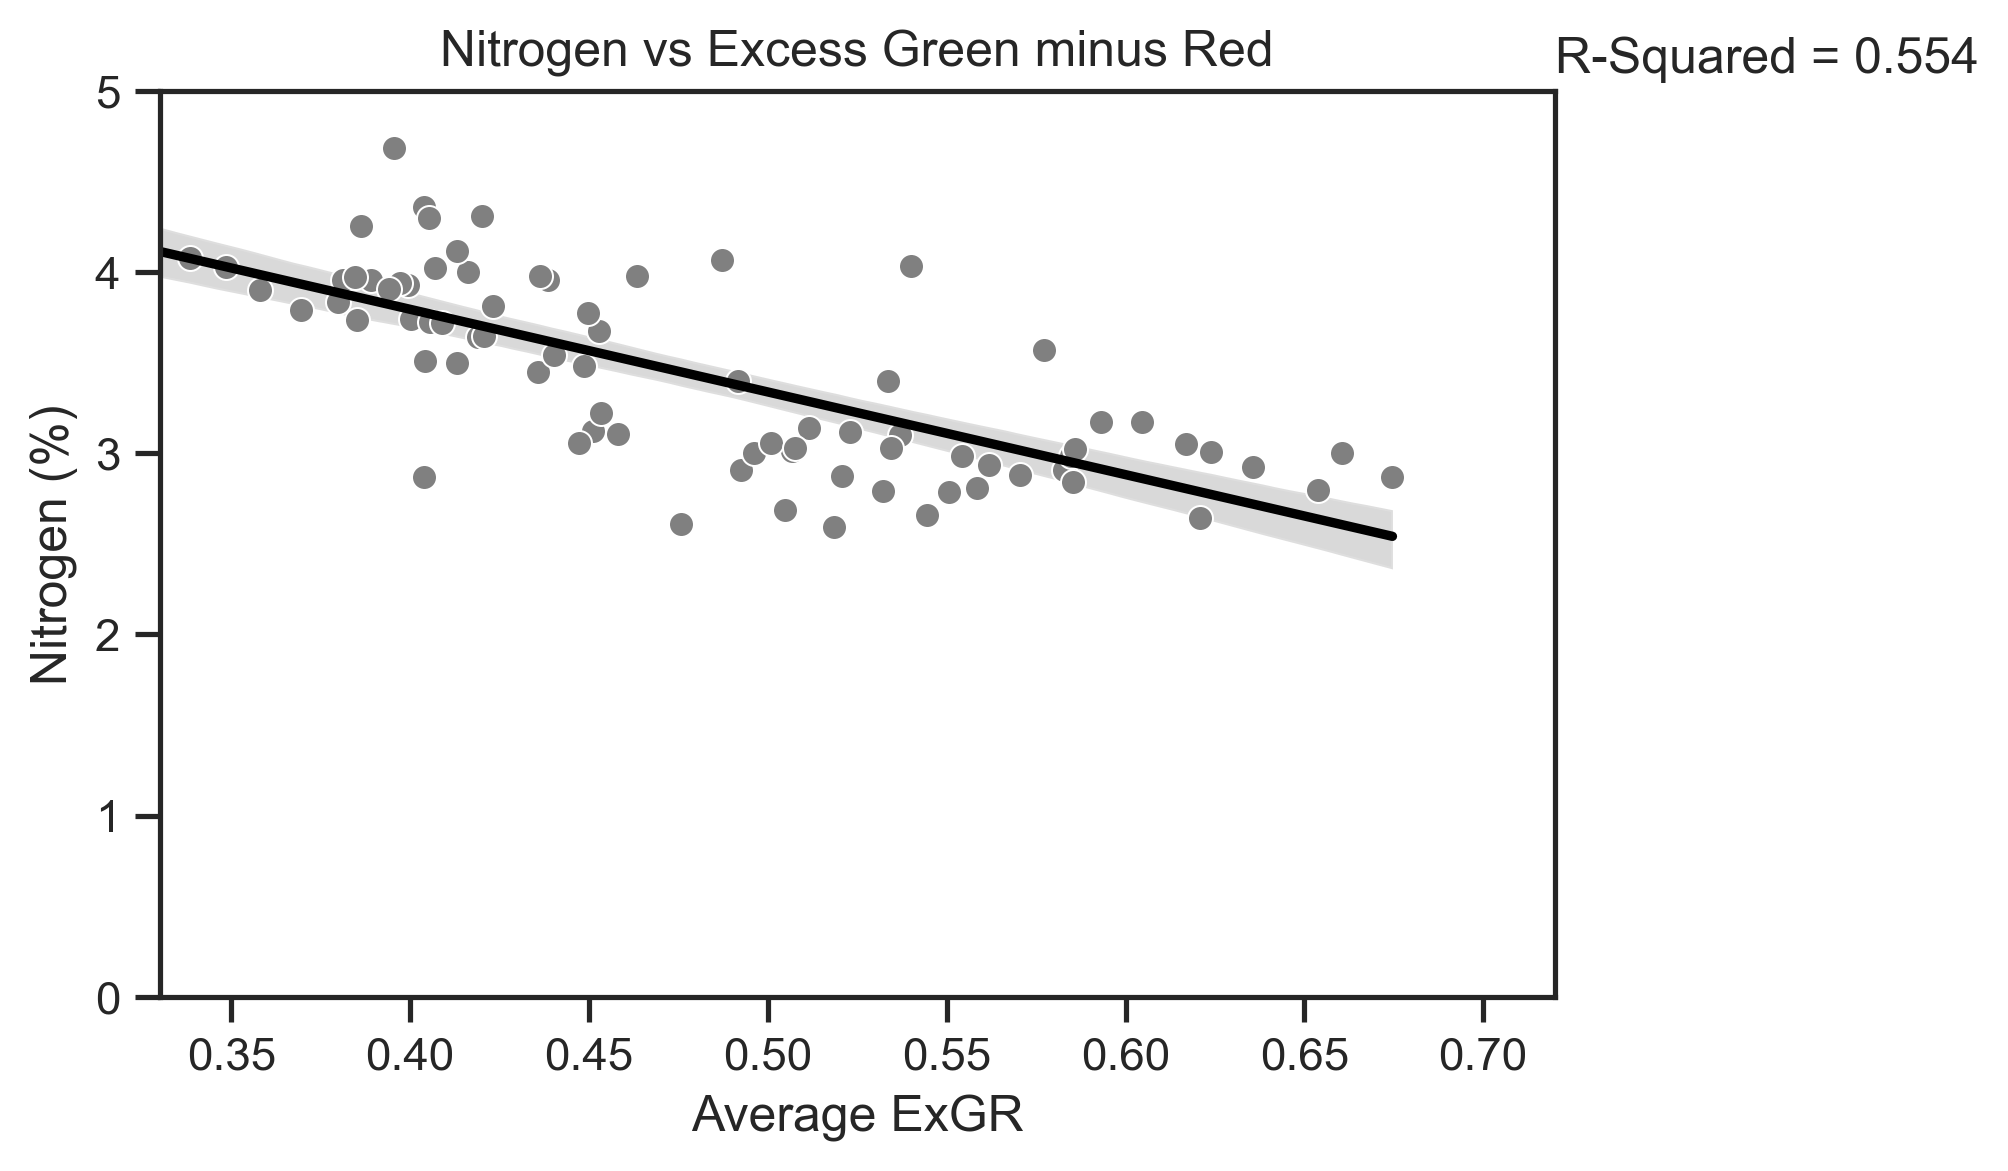 Nitrogen vs Excess Green minus Red
R-Squared = 0.554
Nitrogen (%)
5
4
3
2
1
0
0.35 0.40 0.45 0.50 0.55 0.60 0.65 0.70
Average ExGR